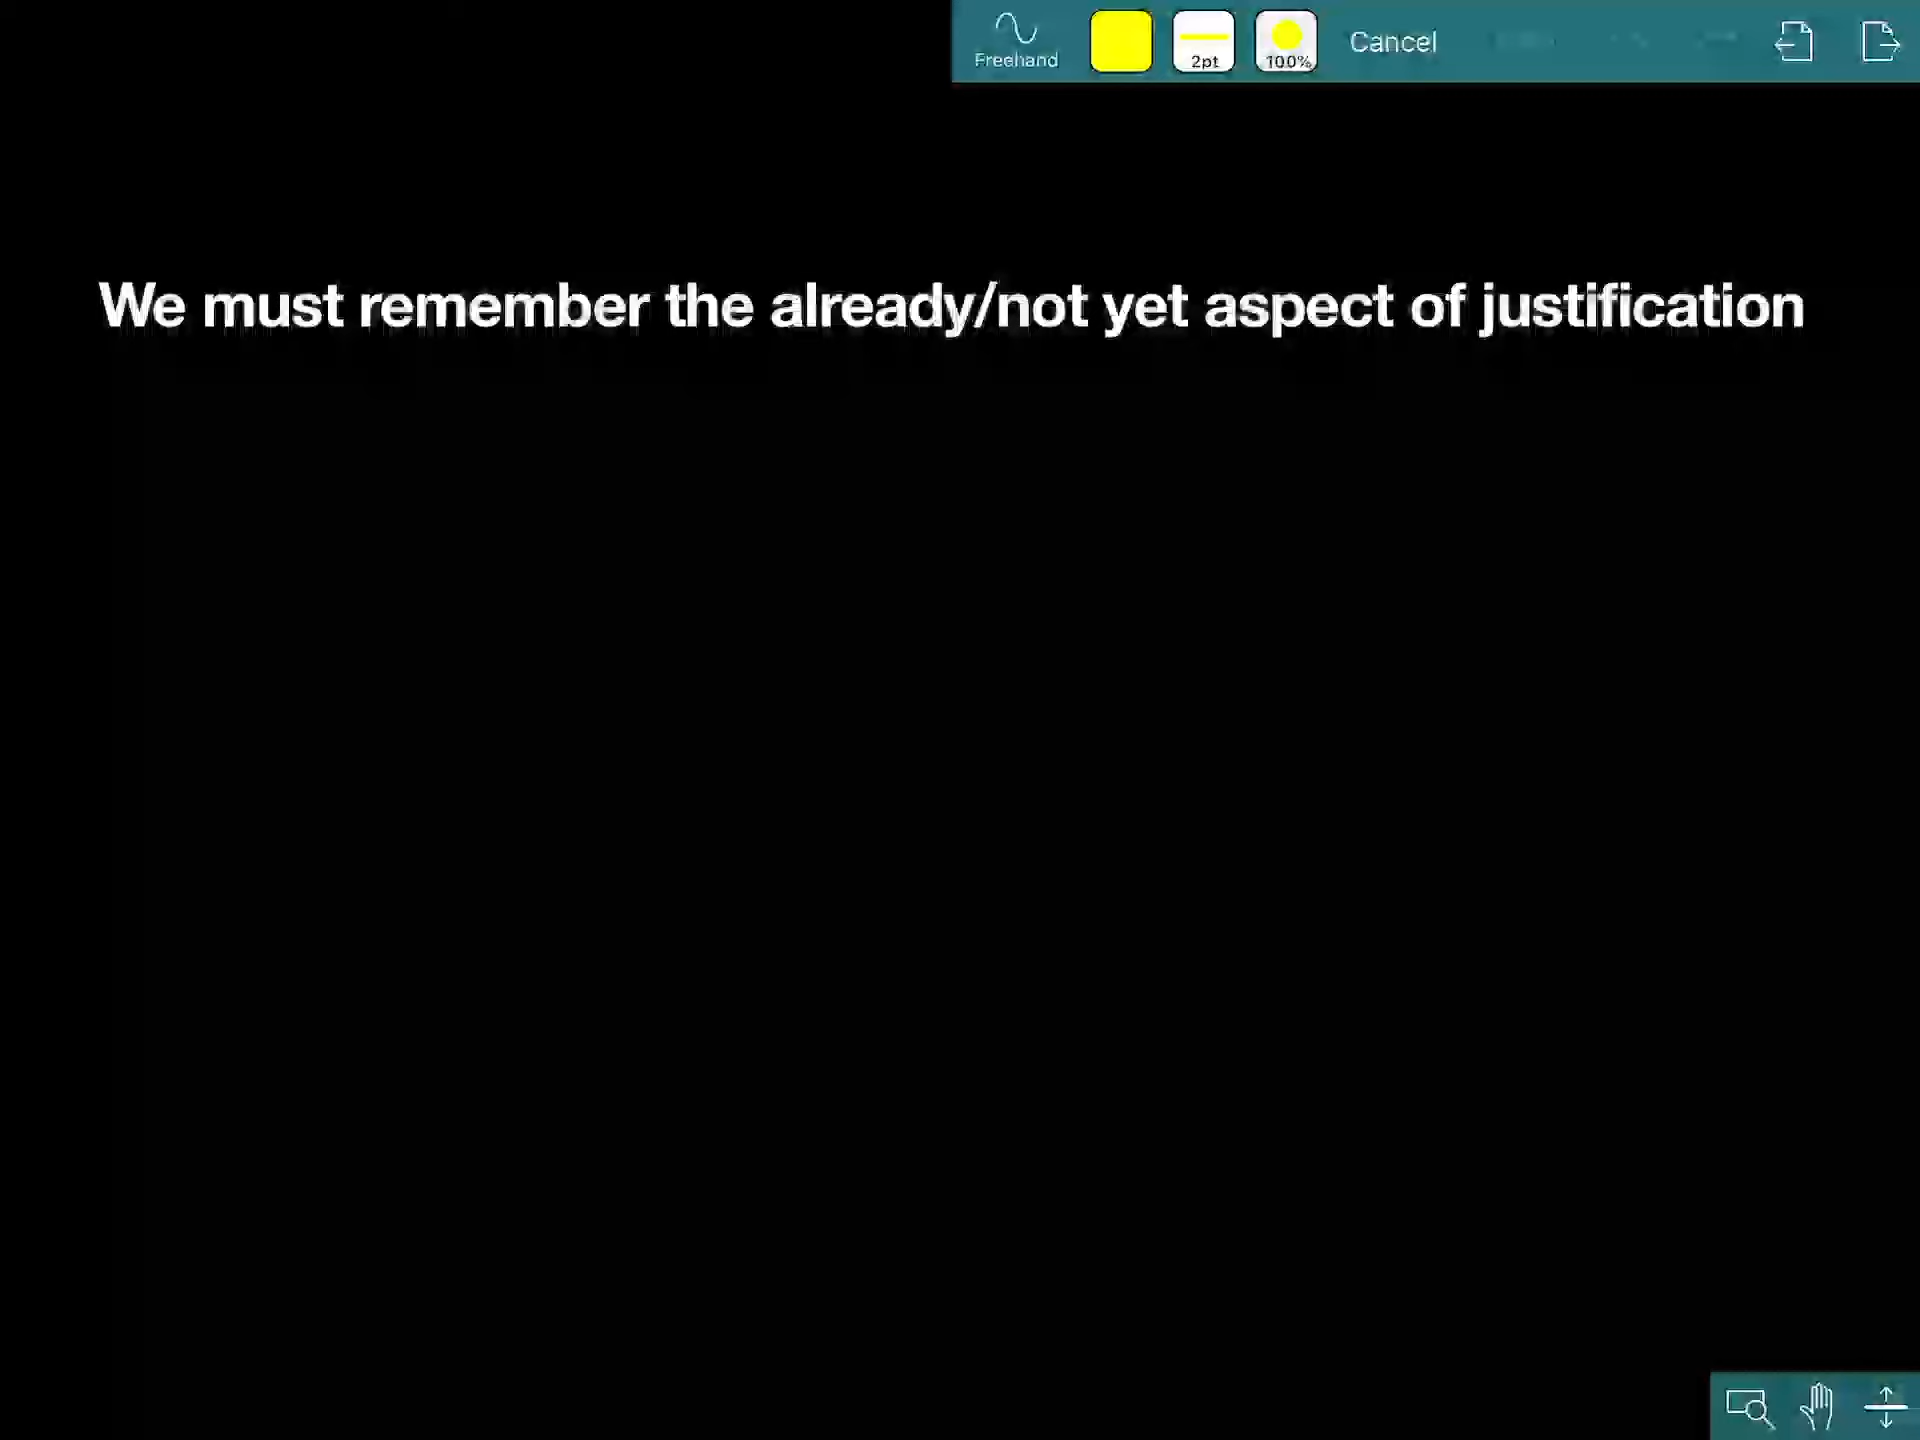 Freehand
2pt
100%
Cancel
We must remember the already/not yet aspect of justification